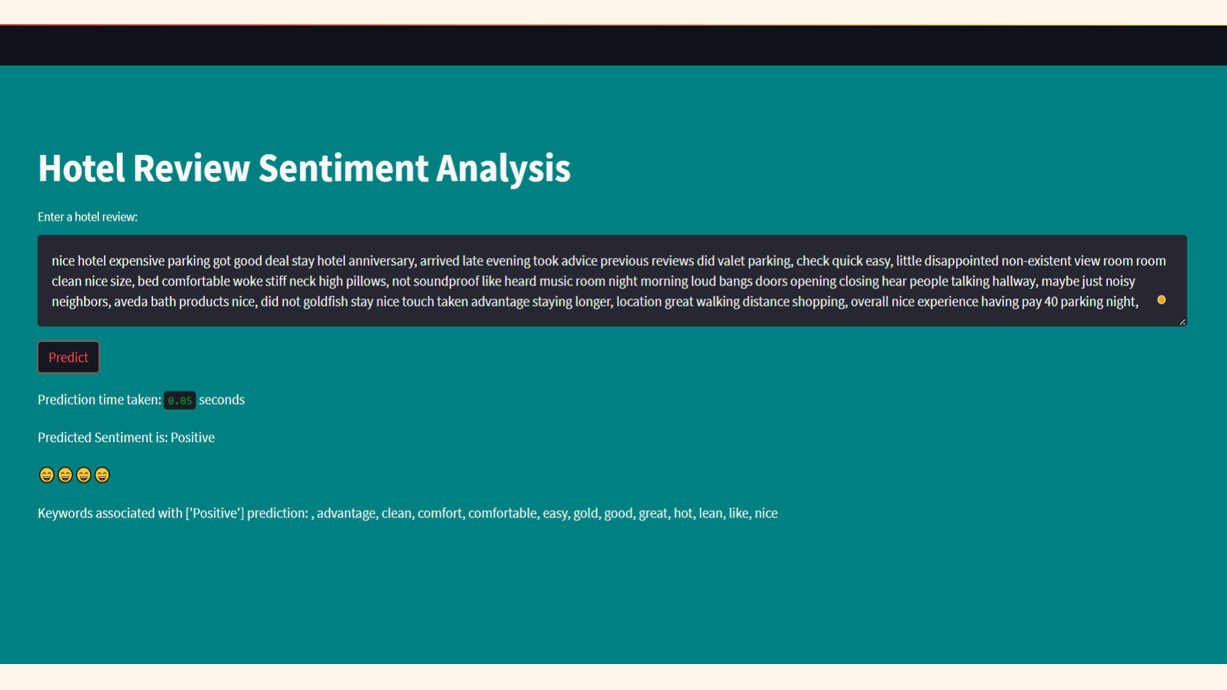 Hotel Review Sentiment Analysis
Enter a hotel review:
nice hotel expensive parking got good deal stay hotel anniversary, arrived late evening took advice previous reviews did valet parking, check quick easy, little disappointed non-existent view room room
clean nice size, bed comfortable woke stiff neck high pillows, not soundproof like heard music room night morning loud bangs doors opening closing hear people talking hallway, maybe just noisy
neighbors, aveda bath products nice, did not goldfish stay nice touch taken advantage staying longer, location great walking distance shopping, overall nice experience having pay 40 parking night,
Predict
Prediction time taken: 0.05 seconds
Predicted Sentiment is: Positive
😄😄😄😄
Keywords associated with ['Positive'] prediction: , advantage, clean, comfort, comfortable, easy, gold, good, great, hot, lean, like, nice